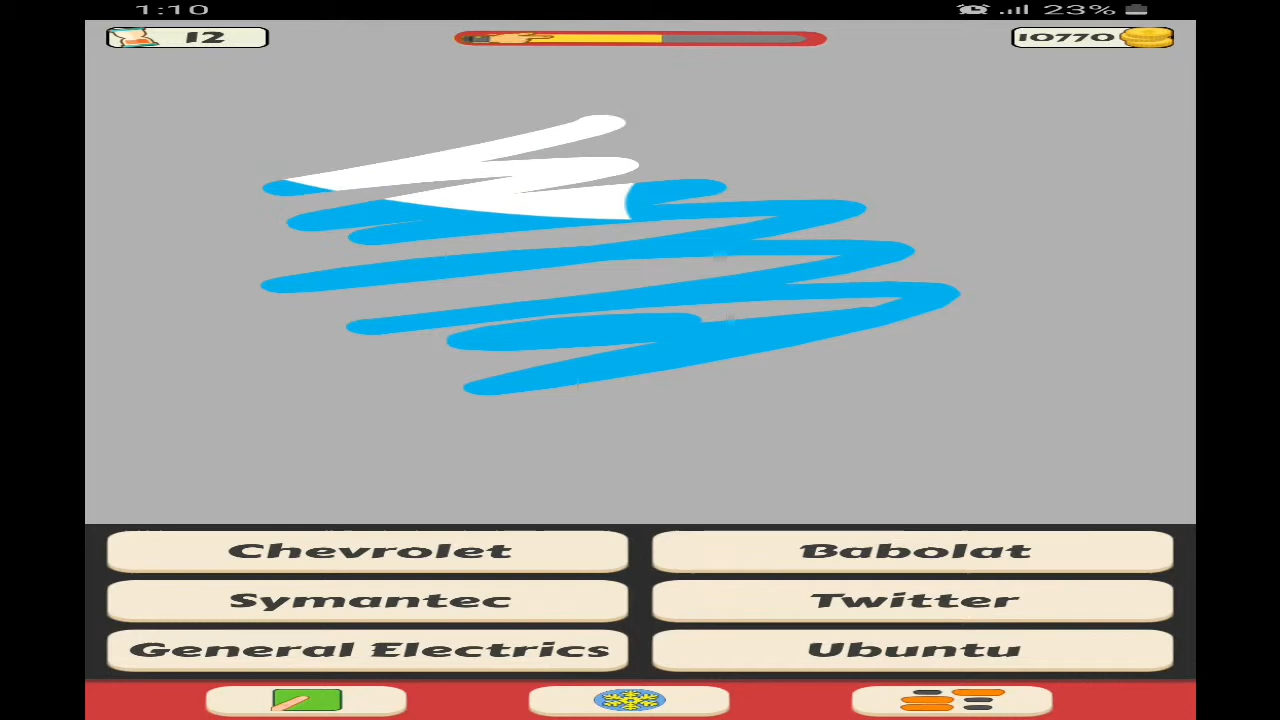 1:10 23%
12 10770
Chevrolet Babolat
Symantec Twitter
General Electrics Ubuntu